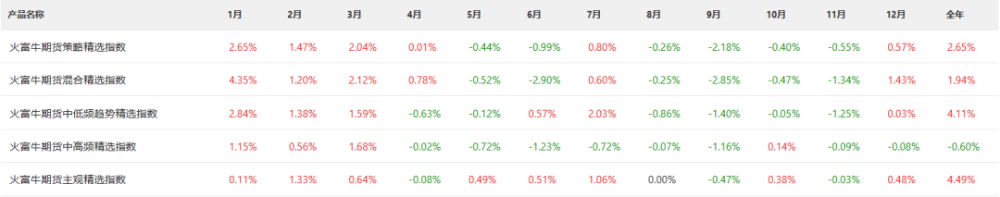 产品名称 1月 2月 3月 4月 5月 6月 7月 8月 9月 10月 11月 12月 全年
火富牛期货策略精选指数 2.65% 1.47% 2.04% 0.01% -0.44% -0.99% 0.80% -0.26% -2.18% -0.40% -0.55% 0.57% 2.65%
火富牛期货混合精选指数 4.35% 1.20% 2.12% 0.78% -0.52% -2.90% 0.60% -0.25% -2.85% -0.47% -1.34% 1.43% 1.94%
火富牛期货中低频趋势精选指数 2.84% 1.38% 1.59% -0.63% -0.12% 0.57% 2.03% -0.86% -1.40% -0.05% -1.25% 0.03% 4.11%
火富牛期货中高频精选指数 1.15% 0.56% 1.68% -0.02% -0.72% -1.23% -0.72% -0.07% -1.16% 0.14% -0.09% -0.08% -0.60%
火富牛期货主观精选指数 0.11% 1.33% 0.64% -0.08% 0.49% 0.51% 1.06% 0.00% -0.47% 0.38% -0.03% 0.48% 4.49%